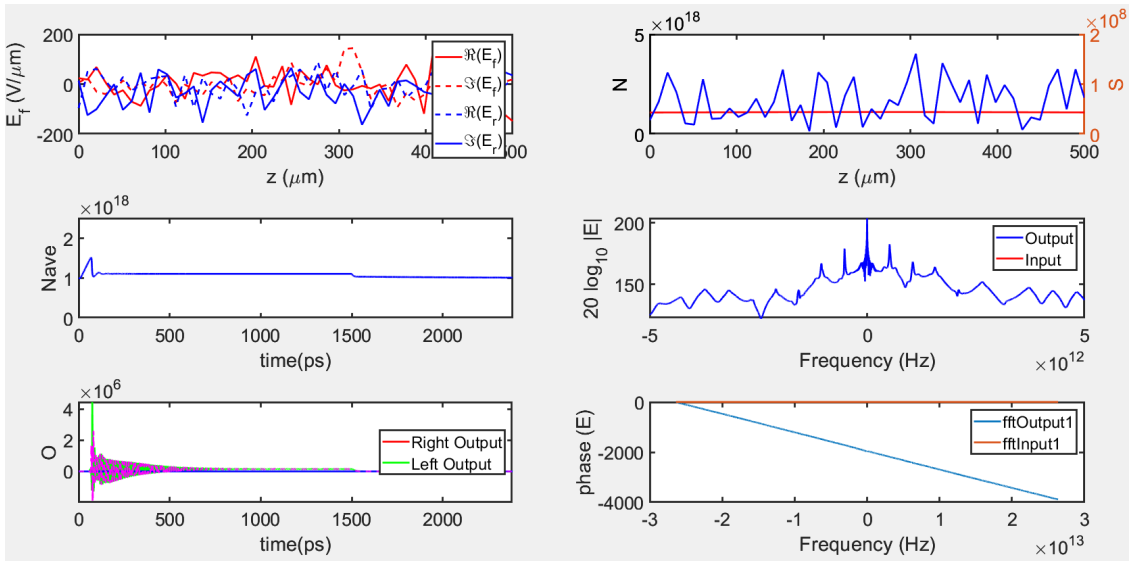 200
0
-200
E_f (V/μm)
ℜ(E_f)
ℑ(E_f)
ℜ(E_r)
ℑ(E_r)
0 100 200 300 400 500
z (μm)
×10^18
5
0
N
×10^8
2
1
0
S
0 100 200 300 400 500
z (μm)
×10^18
2
1
0
Nave
0 500 1000 1500 2000
time(ps)
200
150
20 log_10 |E|
Output
Input
-5 0 5
Frequency (Hz) ×10^12
×10^6
4
2
0
O
Right Output
Left Output
0 500 1000 1500 2000
time(ps)
0
-2000
-4000
phase (E)
fftOutput1
fftInput1
-3 -2 -1 0 1 2 3
Frequency (Hz) ×10^13